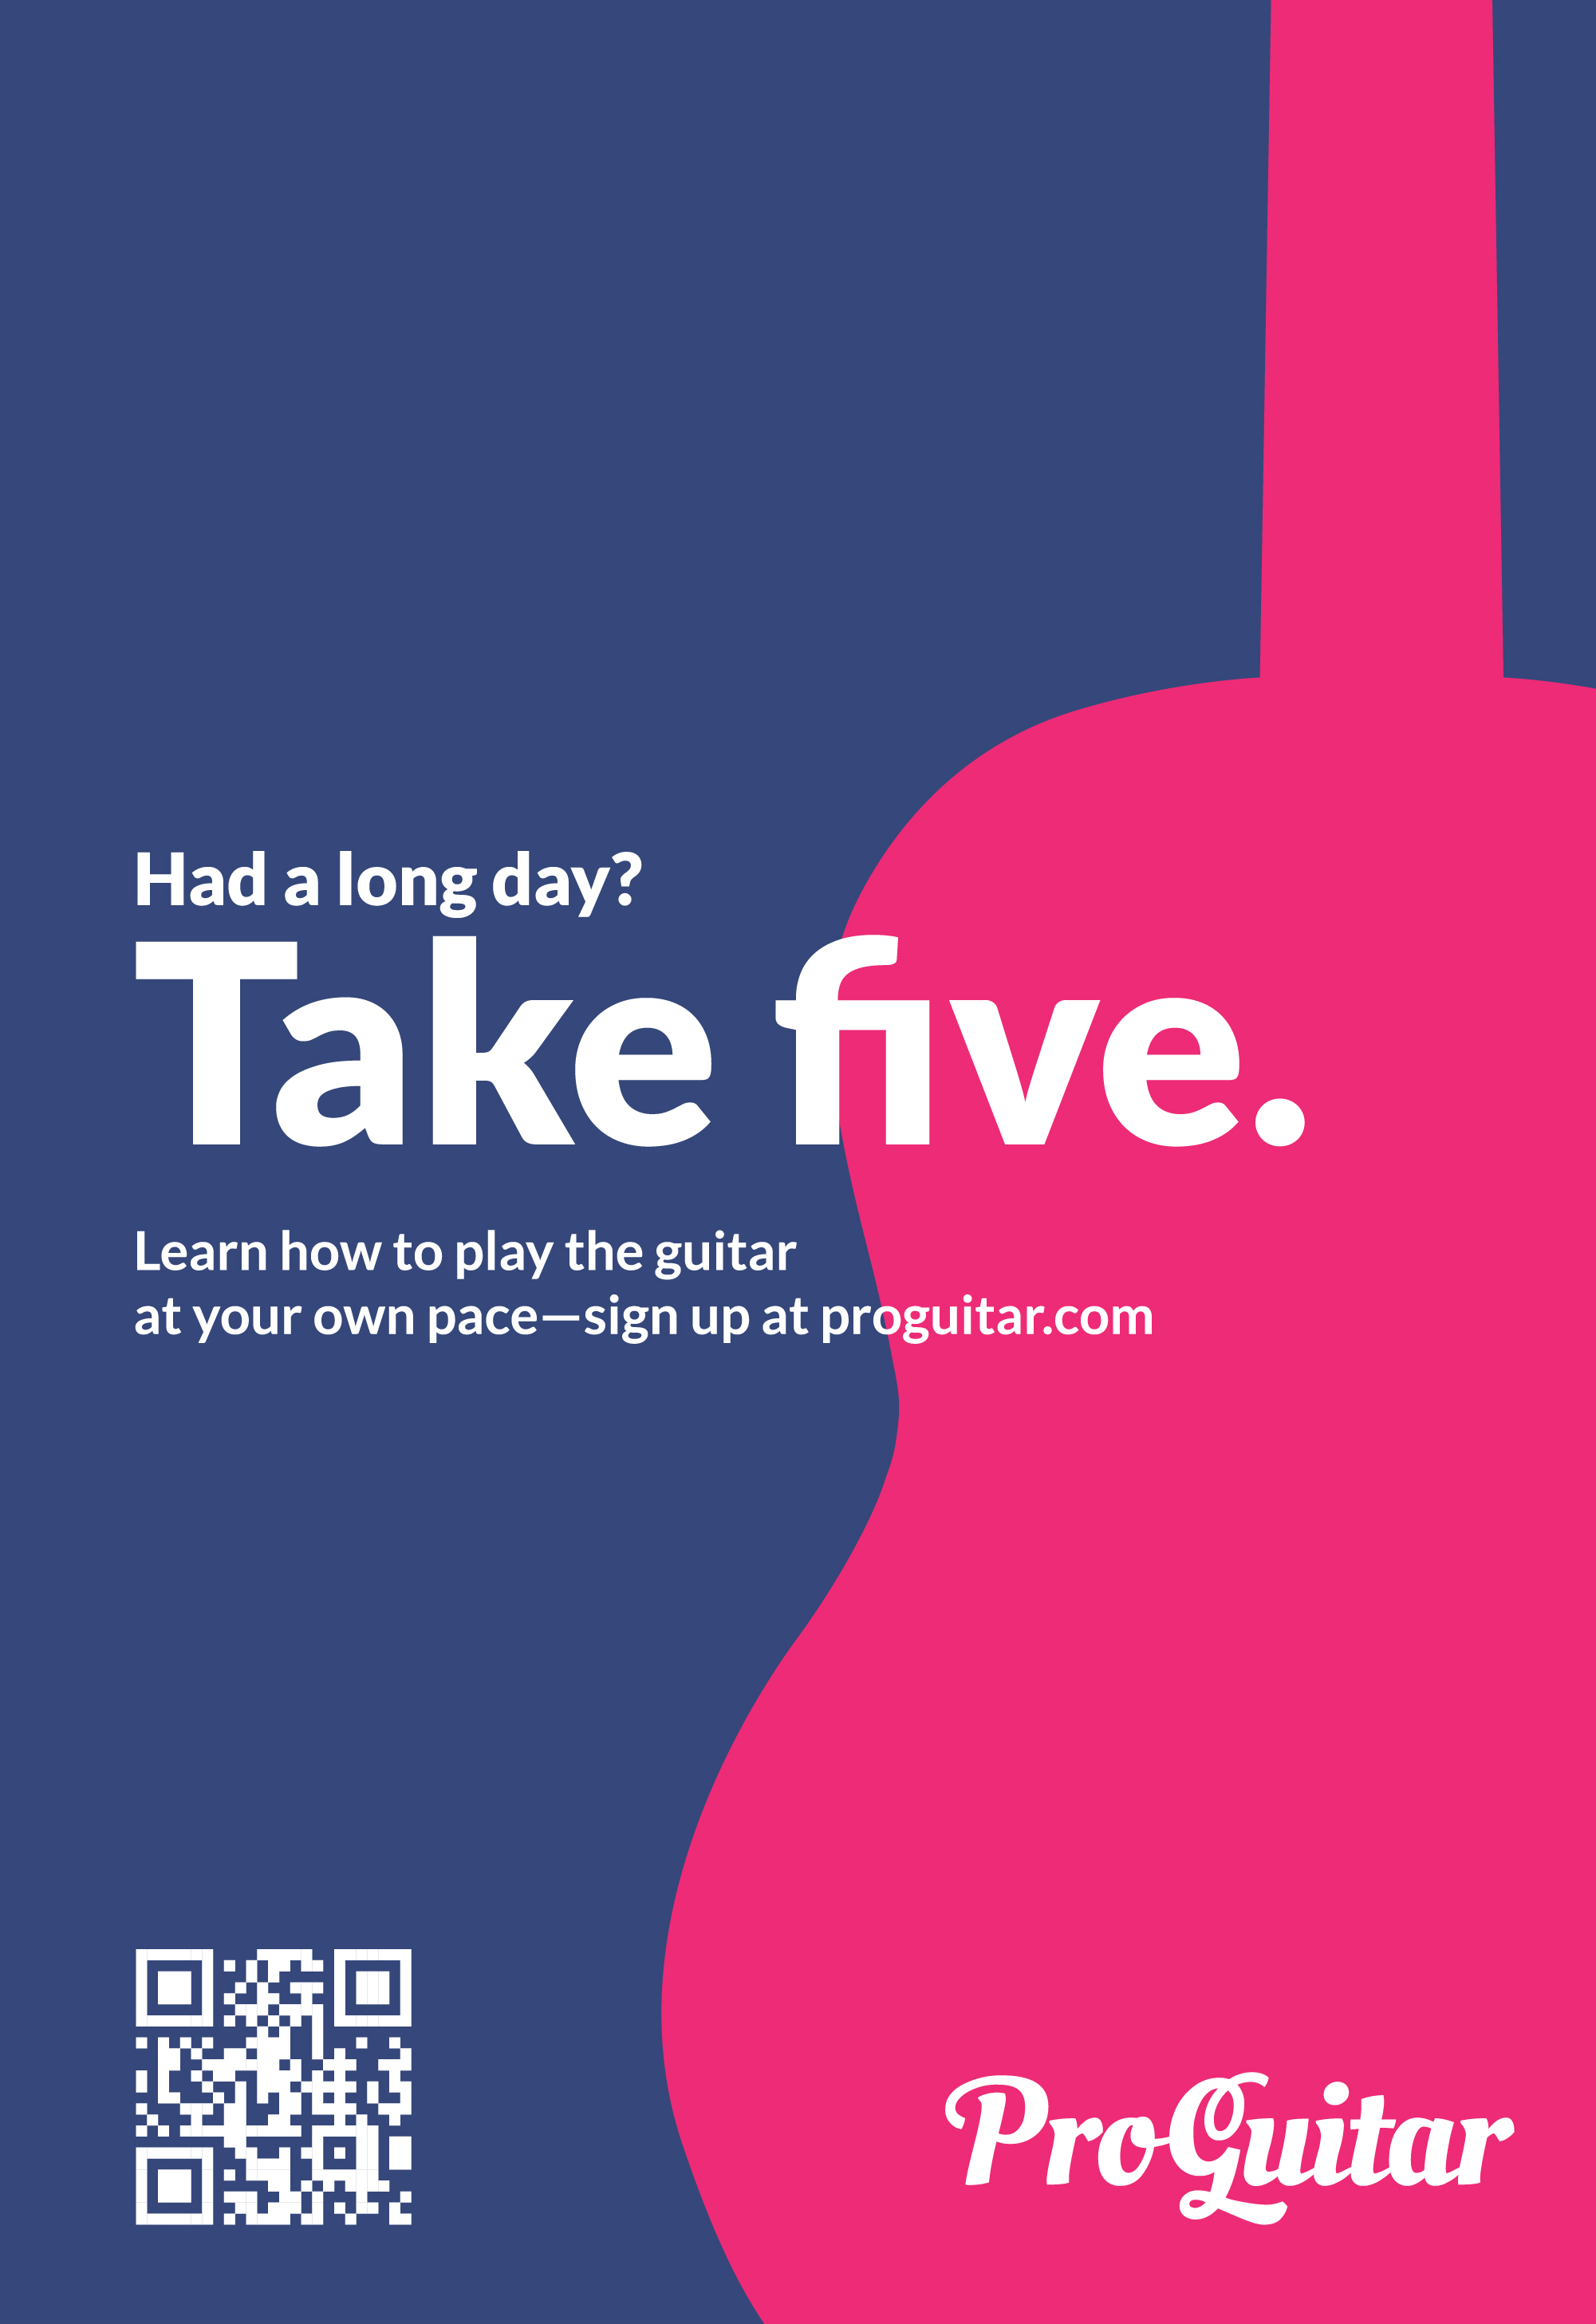 Had a long day?
Take five.
Learn how to play the guitar
at your own pace—sign up at proguitar.com
ProGuitar